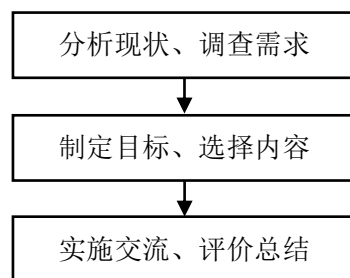 分析现状、调查需求
制定目标、选择内容
实施交流、评价总结